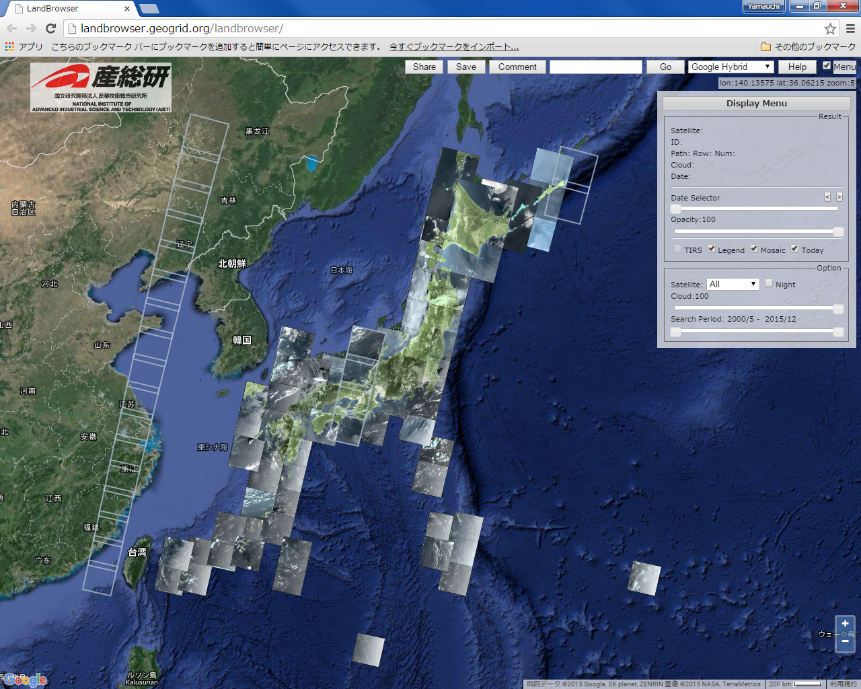 LandBrowser
Yamauchi
landbrowser.geogrid.org/landbrowser/
アプリ こちらのブックマーク バーにブックマークを追加すると簡単にページにアクセスできます。 今すぐブックマークをインポート... その他のブックマーク
産総研
国立研究開発法人 産業技術総合研究所
NATIONAL INSTITUTE OF
ADVANCED INDUSTRIAL SCIENCE AND TECHNOLOGY (AIST)
Share Save Comment Go Google Hybrid Help Menu
lon:140.13575 lat:36.06215 zoom:5
Display Menu
Result
Satellite:
ID:
Path: Row: Num:
Cloud:
Date:
Date Selector < >
Opacity:100
TIRS Legend Mosaic Today
Option
Satellite: All Night
Cloud:100
Search Period: 2000/5 - 2015/12
黒龙江
内蒙古
自治区
吉林
辽宁
北朝鮮
日本海
河北
韓国
山东
河南
江苏
安徽
東シナ海
浙江
江西
福建
台湾
广东
ウェーク島
ルソン島
Kalusunan
Google
地図データ ©2015 Google, SK planet, ZENRIN 画像 ©2015 NASA, TerraMetrics 200 km 利用規約